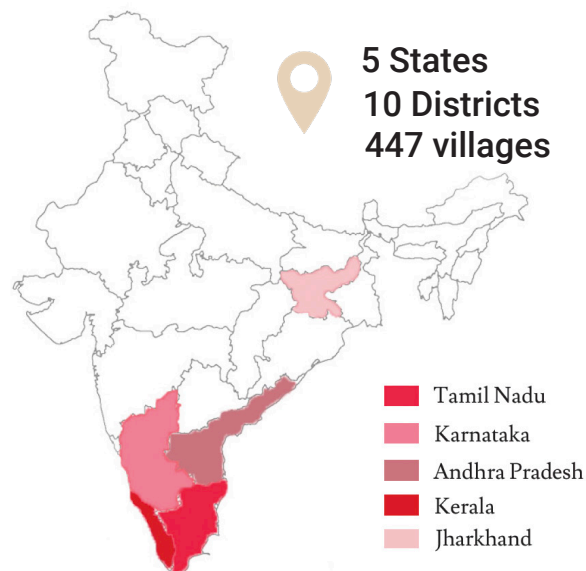 5 States
10 Districts
447 villages
Tamil Nadu
Karnataka
Andhra Pradesh
Kerala
Jharkhand